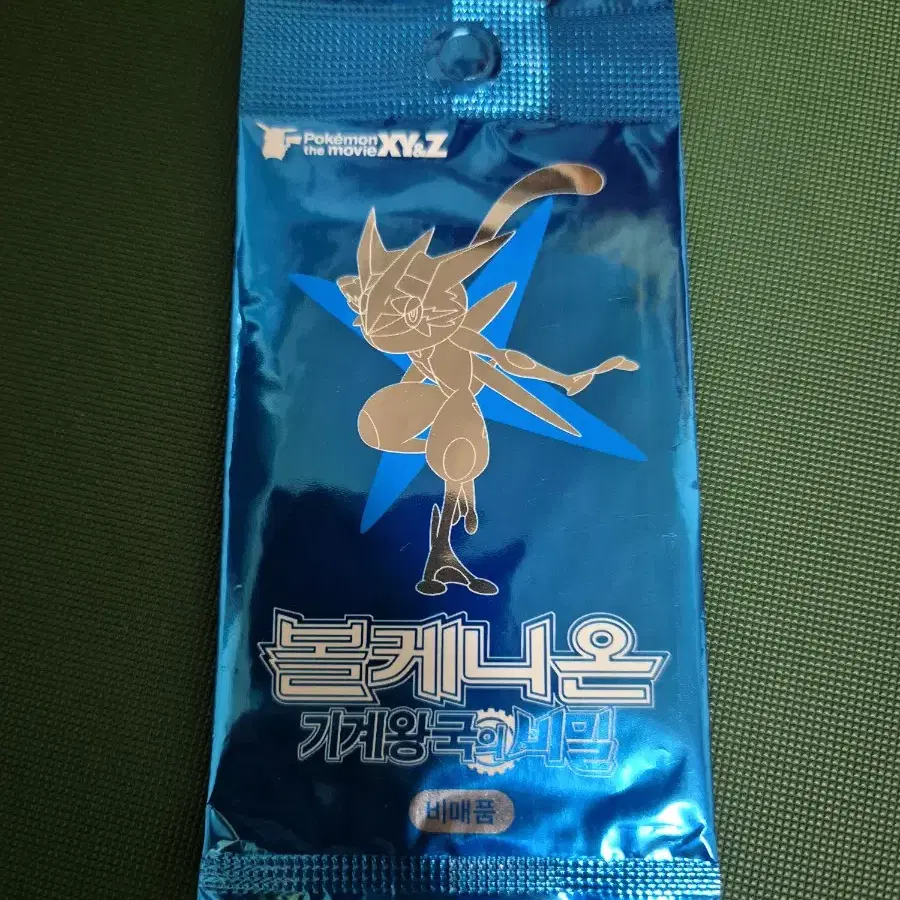 Pokémon
the movie XY&Z
볼케니온
기계왕국의 비밀
비매품